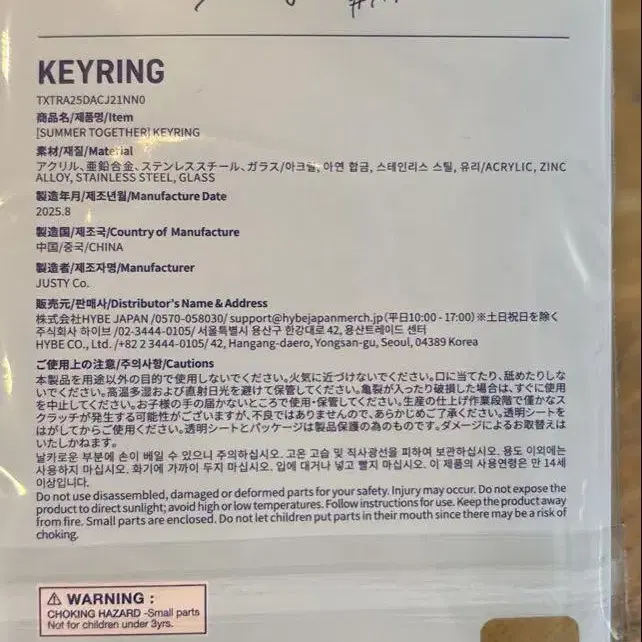 KEYRING
TXTRA25DACJ21NN0
商品名/제품명/Item
[SUMMER TOGETHER] KEYRING
素材/재질/Material
アクリル、亜鉛合金、ステンレススチール、ガラス/아크릴, 아연 합금, 스테인리스 스틸, 유리/ACRYLIC, ZINC
ALLOY, STAINLESS STEEL, GLASS
製造年月/제조년월/Manufacture Date
2025.8
製造国/제조국/Country of Manufacture
中国/중국/CHINA
製造者/제조자명/Manufacturer
JUSTY Co.
販売元/판매사/Distributor's Name & Address
株式会社HYBE JAPAN /0570-058030/ support@hybejapanmerch.jp (平日10:00 - 17:00) ※土日祝日を除く
주식회사 하이브 /02-3444-0105/ 서울특별시 용산구 한강대로 42, 용산트레이드 센터
HYBE CO., Ltd. /+82 2 3444-0105/ 42, Hangang-daero, Yongsan-gu, Seoul, 04389 Korea
ご使用上の注意/주의사항/Cautions
本製品を用途以外の目的で使用しないでください。火気に近づけないでください。口に当てたり、舐めたりしな
いでください。高温多湿および直射日光を避けて保管してください。亀裂が入ったり破損した場合は、すぐに使用
を中止してください。お子様の手の届かないところで使用・保管してください。生産の仕上げ作業段階で僅かなス
クラッチが発生する可能性がございますが、不良ではありませんので、あらかじめご了承ください。透明シートを
はがしてからご使用ください。透明シートとパッケージは製品保護の為のものです。ダメージによるお取替えは
いたしかねます。
날카로운 부분에 손이 베일 수 있으니 주의하십시오. 고온 고습 및 직사광선을 피하여 보관하십시오. 용도 이외에는
사용하지 마십시오. 화기에 가까이 두지 마십시오. 입에 대거나 넣고 빨지 마십시오. 이 제품의 사용연령은 만 14세
이상입니다.
Do not use disassembled, damaged or deformed parts for your safety. Injury may occur. Do not expose the
product to direct sunlight; avoid high or low temperatures. Follow instructions for use. Keep the product away
from fire. Small parts are enclosed. Do not let children put parts in their mouth since there may be a risk of
choking.
⚠ WARNING :
CHOKING HAZARD -Small parts
Not for children under 3yrs.